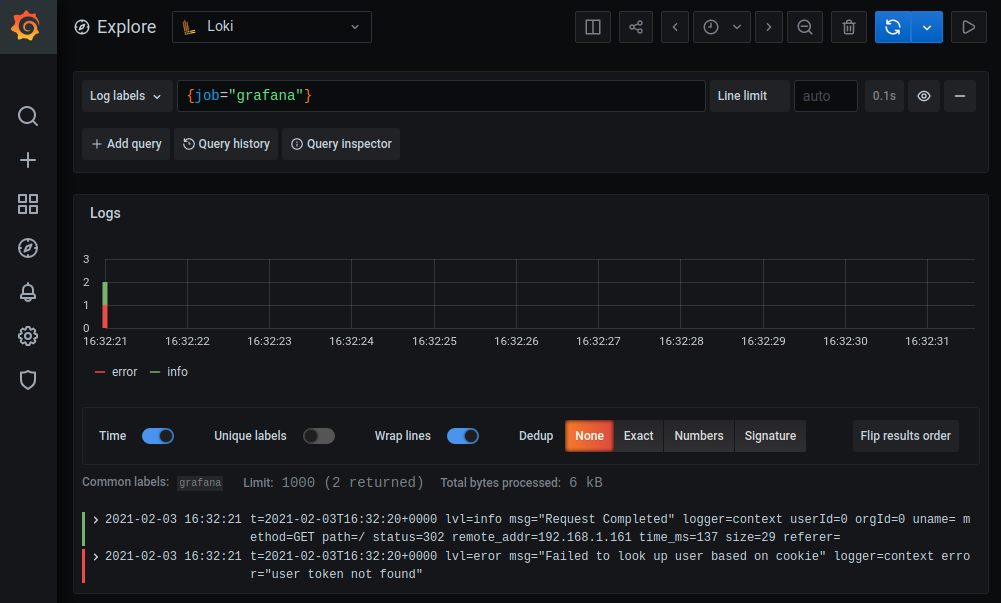 Explore Loki
Log labels {job="grafana"} Line limit auto 0.1s
Add query Query history Query inspector
Logs
3
2
1
0
16:32:21 16:32:22 16:32:23 16:32:24 16:32:25 16:32:26 16:32:27 16:32:28 16:32:29 16:32:30 16:32:31
error info
Time Unique labels Wrap lines Dedup None Exact Numbers Signature Flip results order
Common labels: grafana Limit: 1000 (2 returned) Total bytes processed: 6 kB
2021-02-03 16:32:21 t=2021-02-03T16:32:20+0000 lvl=info msg="Request Completed" logger=context userId=0 orgId=0 uname= m
ethod=GET path=/ status=302 remote_addr=192.168.1.161 time_ms=137 size=29 referer=
2021-02-03 16:32:21 t=2021-02-03T16:32:20+0000 lvl=eror msg="Failed to look up user based on cookie" logger=context erro
r="user token not found"